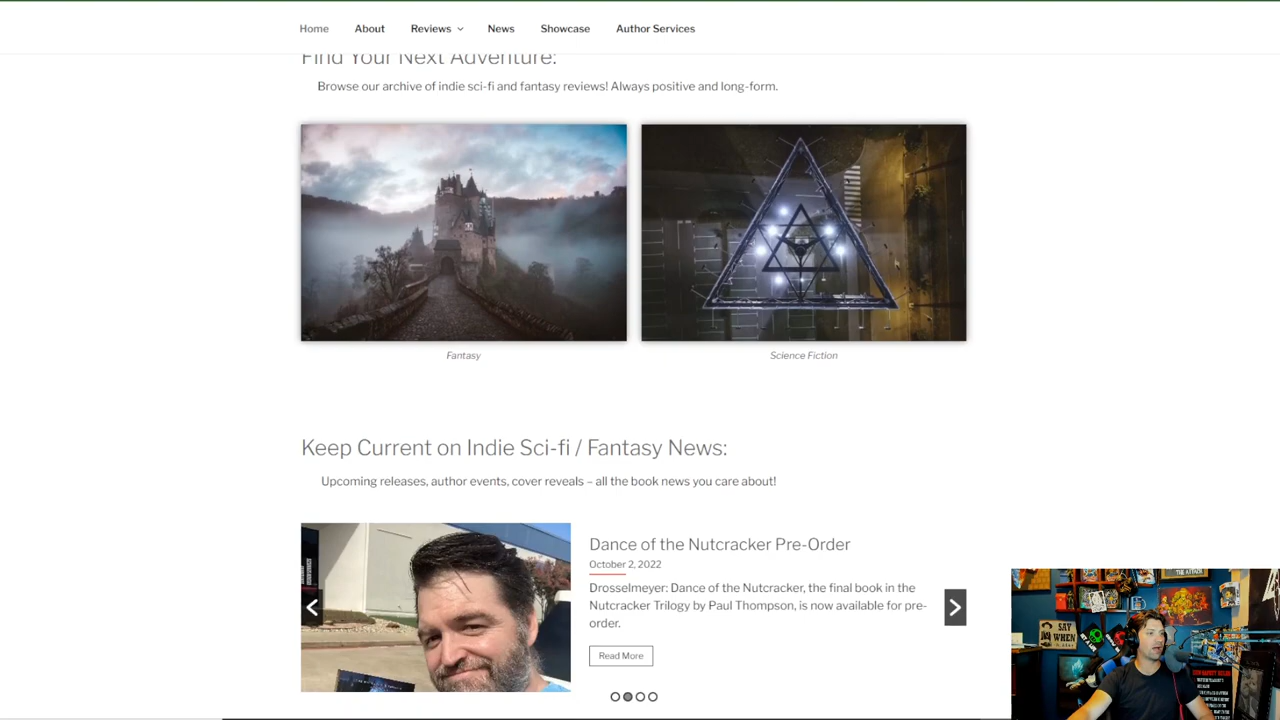 Home About Reviews News Showcase Author Services
Find Your Next Adventure:
Browse our archive of indie sci-fi and fantasy reviews! Always positive and long-form.
Fantasy
Science Fiction
Keep Current on Indie Sci-fi / Fantasy News:
Upcoming releases, author events, cover reveals – all the book news you care about!
Dance of the Nutcracker Pre-Order
October 2, 2022
Drosselmeyer: Dance of the Nutcracker, the final book in the
Nutcracker Trilogy by Paul Thompson, is now available for pre-
order.
Read More
SAY
WHEN